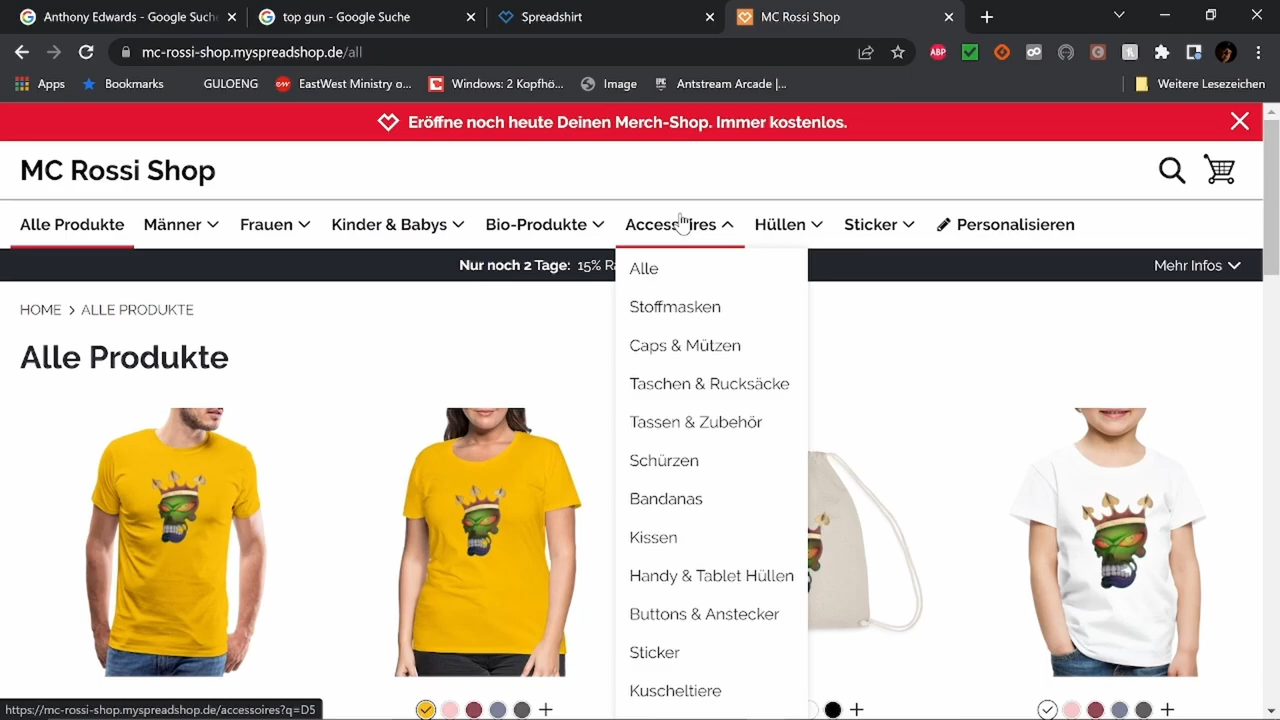 Anthony Edwards - Google Suche
top gun - Google Suche
Spreadshirt
MC Rossi Shop
mc-rossi-shop.myspreadshop.de/all
ABP
Apps
Bookmarks
GULOENG
EastWest Ministry o...
Windows: 2 Kopfhö...
Image
Antstream Arcade |...
Weitere Lesezeichen
Eröffne noch heute Deinen Merch-Shop. Immer kostenlos.
MC Rossi Shop
Alle Produkte
Männer
Frauen
Kinder & Babys
Bio-Produkte
Accessoires
Hüllen
Sticker
Personalisieren
Nur noch 2 Tage: 15%
Mehr Infos
HOME > ALLE PRODUKTE
Alle Produkte
Alle
Stoffmasken
Caps & Mützen
Taschen & Rucksäcke
Tassen & Zubehör
Schürzen
Bandanas
Kissen
Handy & Tablet Hüllen
Buttons & Anstecker
Sticker
Kuscheltiere
https://mc-rossi-shop.myspreadshop.de/accessoires?q=D5